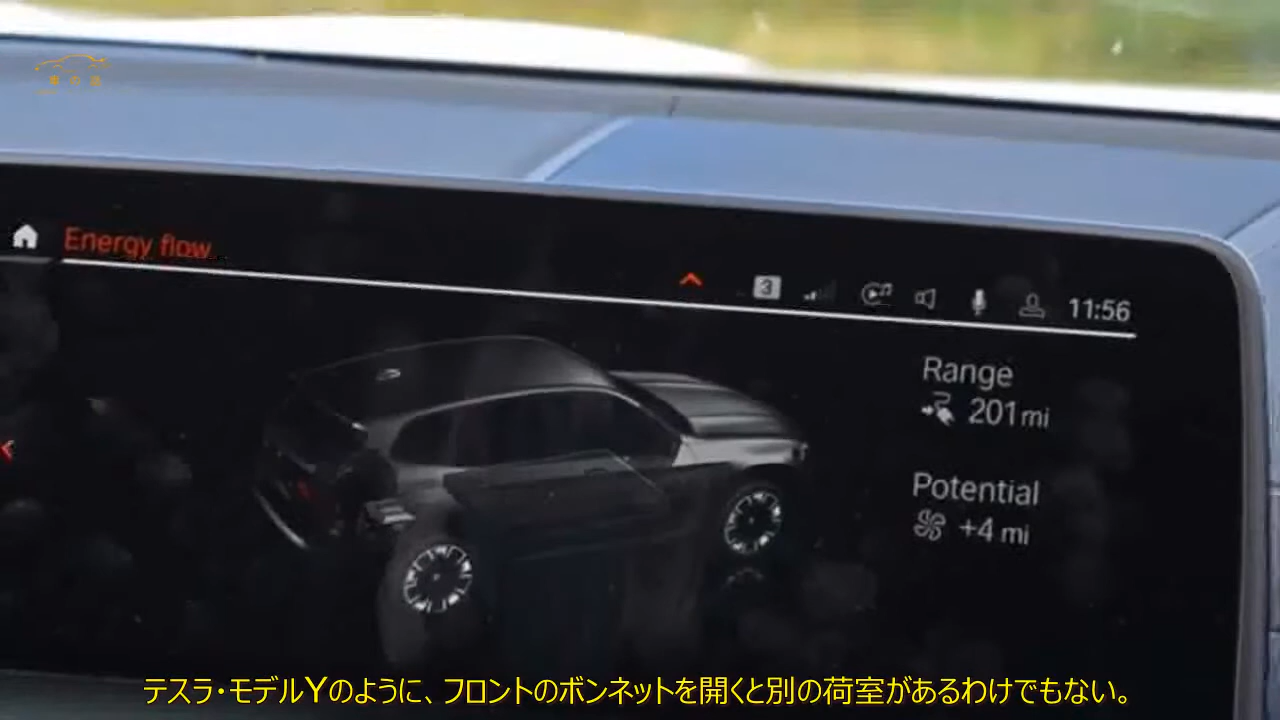 Energy flow
3
11:56
Range
201 mi
Potential
+4 mi
テスラ・モデルYのように、フロントのボンネットを開くと別の荷室があるわけでもない。